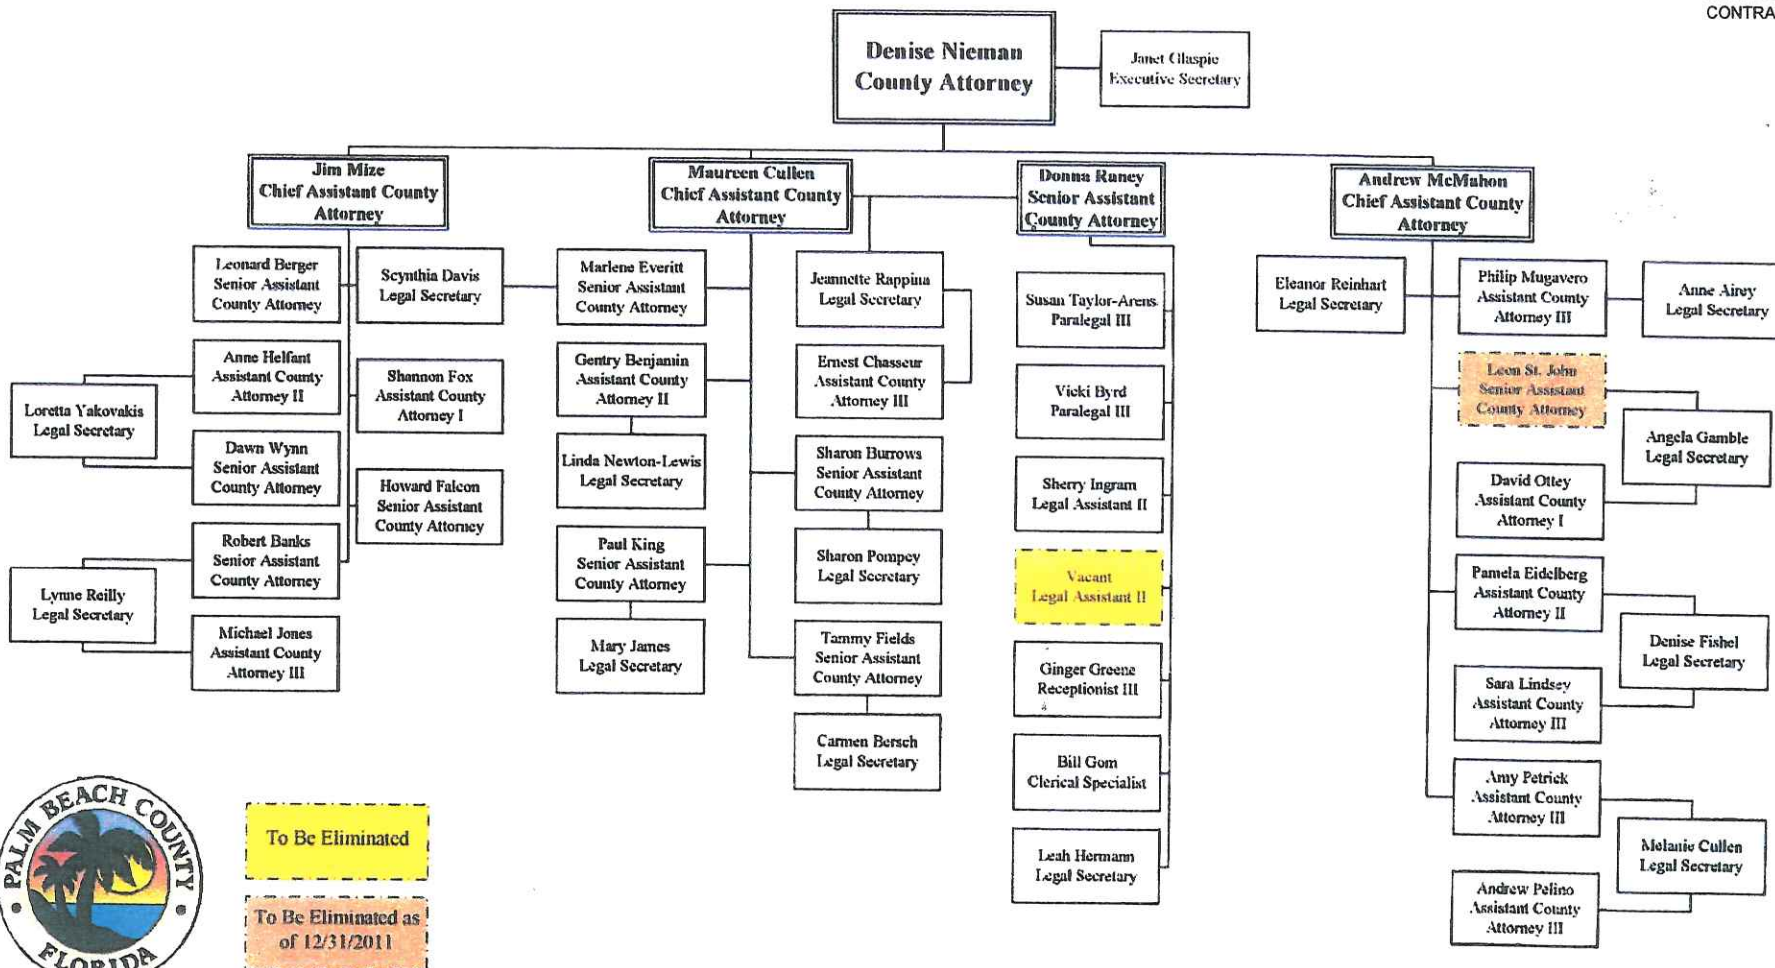 CONTRA
Denise Nieman
County Attorney
Janet Glaspie
Executive Secretary
Jim Mize
Chief Assistant County
Attorney
Maureen Cullen
Chief Assistant County
Attorney
Donna Raney
Senior Assistant
County Attorney
Andrew McMahon
Chief Assistant County
Attorney
Leonard Berger
Senior Assistant
County Attorney
Scynthia Davis
Legal Secretary
Anne Helfant
Assistant County
Attorney II
Shannon Fox
Assistant County
Attorney I
Loretta Yakovakis
Legal Secretary
Dawn Wynn
Senior Assistant
County Attorney
Howard Falcon
Senior Assistant
County Attorney
Robert Banks
Senior Assistant
County Attorney
Lynne Reilly
Legal Secretary
Michael Jones
Assistant County
Attorney III
Marlene Everitt
Senior Assistant
County Attorney
Jeannette Rappina
Legal Secretary
Gentry Benjamin
Assistant County
Attorney II
Ernest Chasseur
Assistant County
Attorney III
Linda Newton-Lewis
Legal Secretary
Sharon Burrows
Senior Assistant
County Attorney
Paul King
Senior Assistant
County Attorney
Sharon Pompey
Legal Secretary
Mary James
Legal Secretary
Tammy Fields
Senior Assistant
County Attorney
Carmen Bersch
Legal Secretary
Susan Taylor-Arens
Paralegal III
Vicki Byrd
Paralegal III
Sherry Ingram
Legal Assistant II
Vacant
Legal Assistant II
Ginger Greene
Receptionist III
Bill Gom
Clerical Specialist
Leah Hermann
Legal Secretary
Eleanor Reinhart
Legal Secretary
Philip Mugavero
Assistant County
Attorney III
Anne Airey
Legal Secretary
Leon St. John
Senior Assistant
County Attorney
Angela Gamble
Legal Secretary
David Ottey
Assistant County
Attorney I
Pamela Eidelberg
Assistant County
Attorney II
Denise Fishel
Legal Secretary
Sara Lindsey
Assistant County
Attorney III
Amy Petrick
Assistant County
Attorney III
Melanie Cullen
Legal Secretary
Andrew Pelino
Assistant County
Attorney III
PALM BEACH COUNTY
FLORIDA
To Be Eliminated
To Be Eliminated as
of 12/31/2011